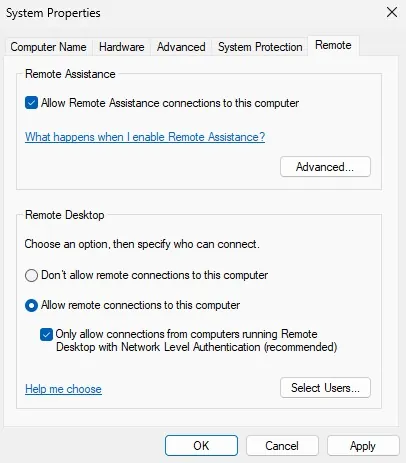 System Properties
Computer Name
Hardware
Advanced
System Protection
Remote
Remote Assistance
Allow Remote Assistance connections to this computer
What happens when I enable Remote Assistance?
Advanced...
Remote Desktop
Choose an option, then specify who can connect.
Don't allow remote connections to this computer
Allow remote connections to this computer
Only allow connections from computers running Remote
Desktop with Network Level Authentication (recommended)
Help me choose
Select Users...
OK
Cancel
Apply